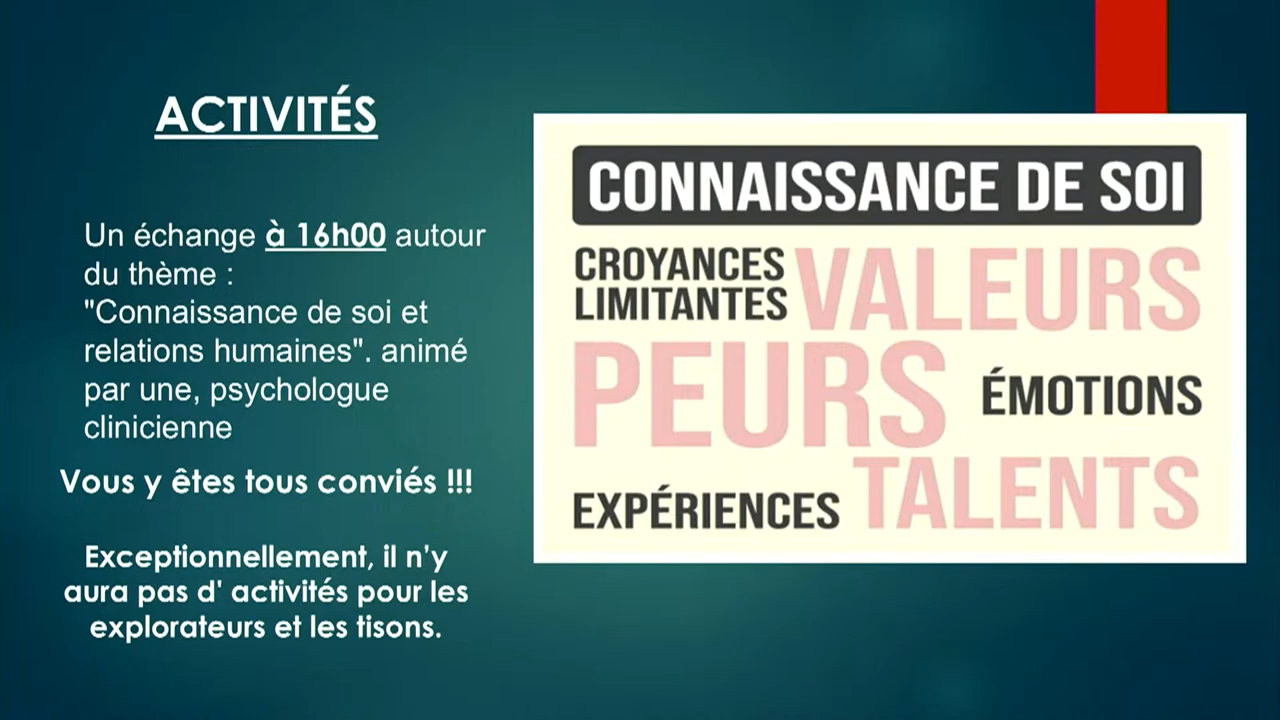 ACTIVITÉS
Un échange à 16h00 autour
du thème :
"Connaissance de soi et
relations humaines". animé
par une, psychologue
clinicienne
Vous y êtes tous conviés !!!
Exceptionnellement, il n’y
aura pas d' activités pour les
explorateurs et les tisons.
CONNAISSANCE DE SOI
CROYANCES
LIMITANTES
VALEURS
PEURS
ÉMOTIONS
EXPÉRIENCES
TALENTS